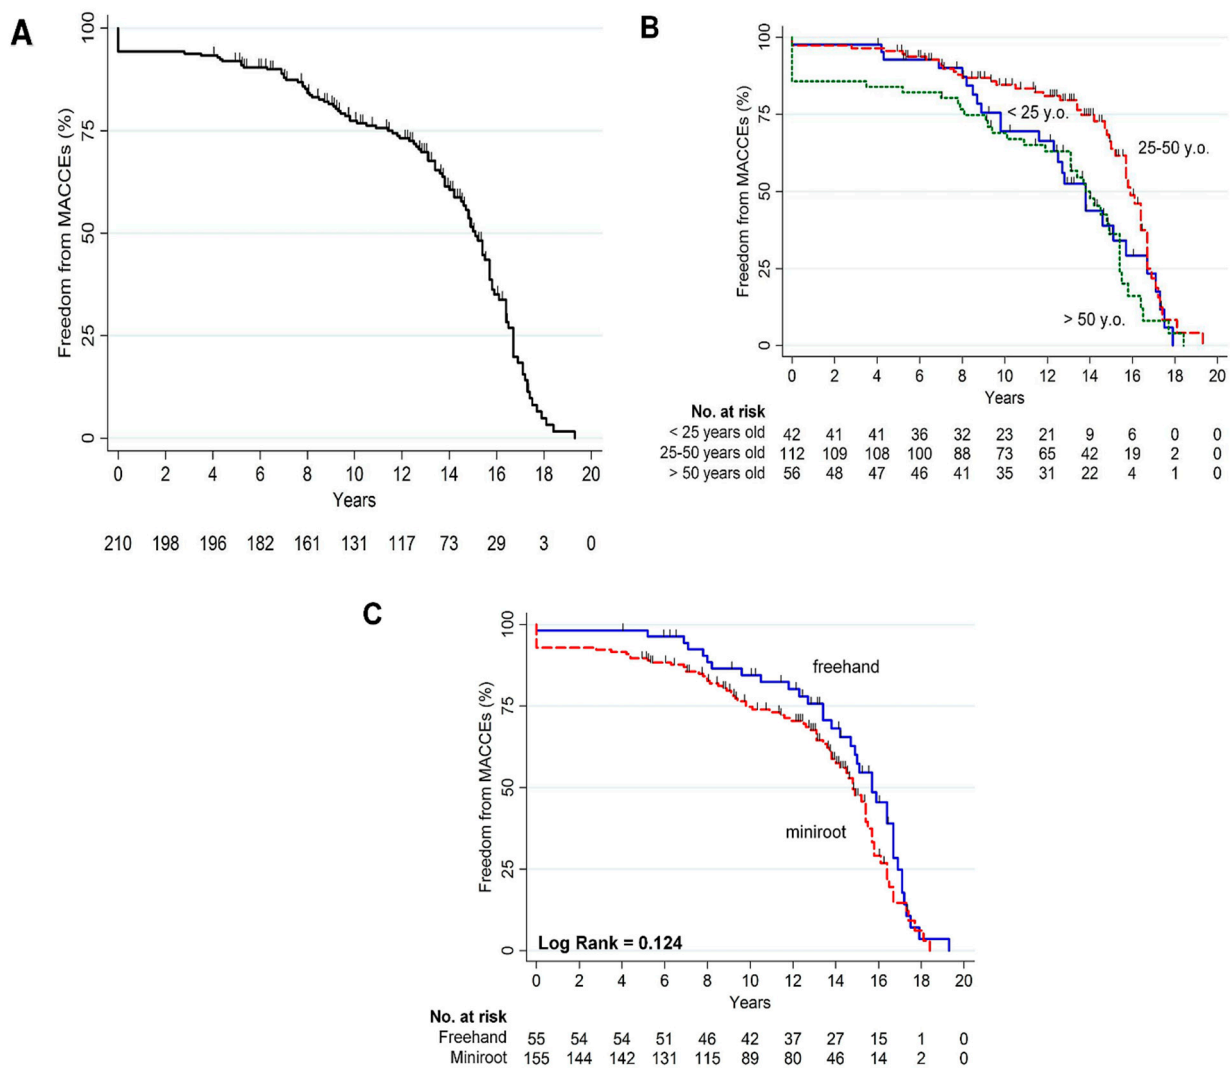 A
Freedom from MACCEs (%)
100
75
50
25
0
0 2 4 6 8 10 12 14 16 18 20
Years
210 198 196 182 161 131 117 73 29 3 0
B
Freedom from MACCEs (%)
100
75
50
25
0
< 25 y.o.
25-50 y.o.
> 50 y.o.
0 2 4 6 8 10 12 14 16 18 20
Years
No. at risk
< 25 years old 42 41 41 36 32 23 21 9 6 0 0
25-50 years old 112 109 108 100 88 73 65 42 19 2 0
> 50 years old 56 48 47 46 41 35 31 22 4 1 0
C
Freedom from MACCEs (%)
100
75
50
25
0
freehand
miniroot
Log Rank = 0.124
0 2 4 6 8 10 12 14 16 18 20
Years
No. at risk
Freehand 55 54 54 51 46 42 37 27 15 1 0
Miniroot 155 144 142 131 115 89 80 46 14 2 0